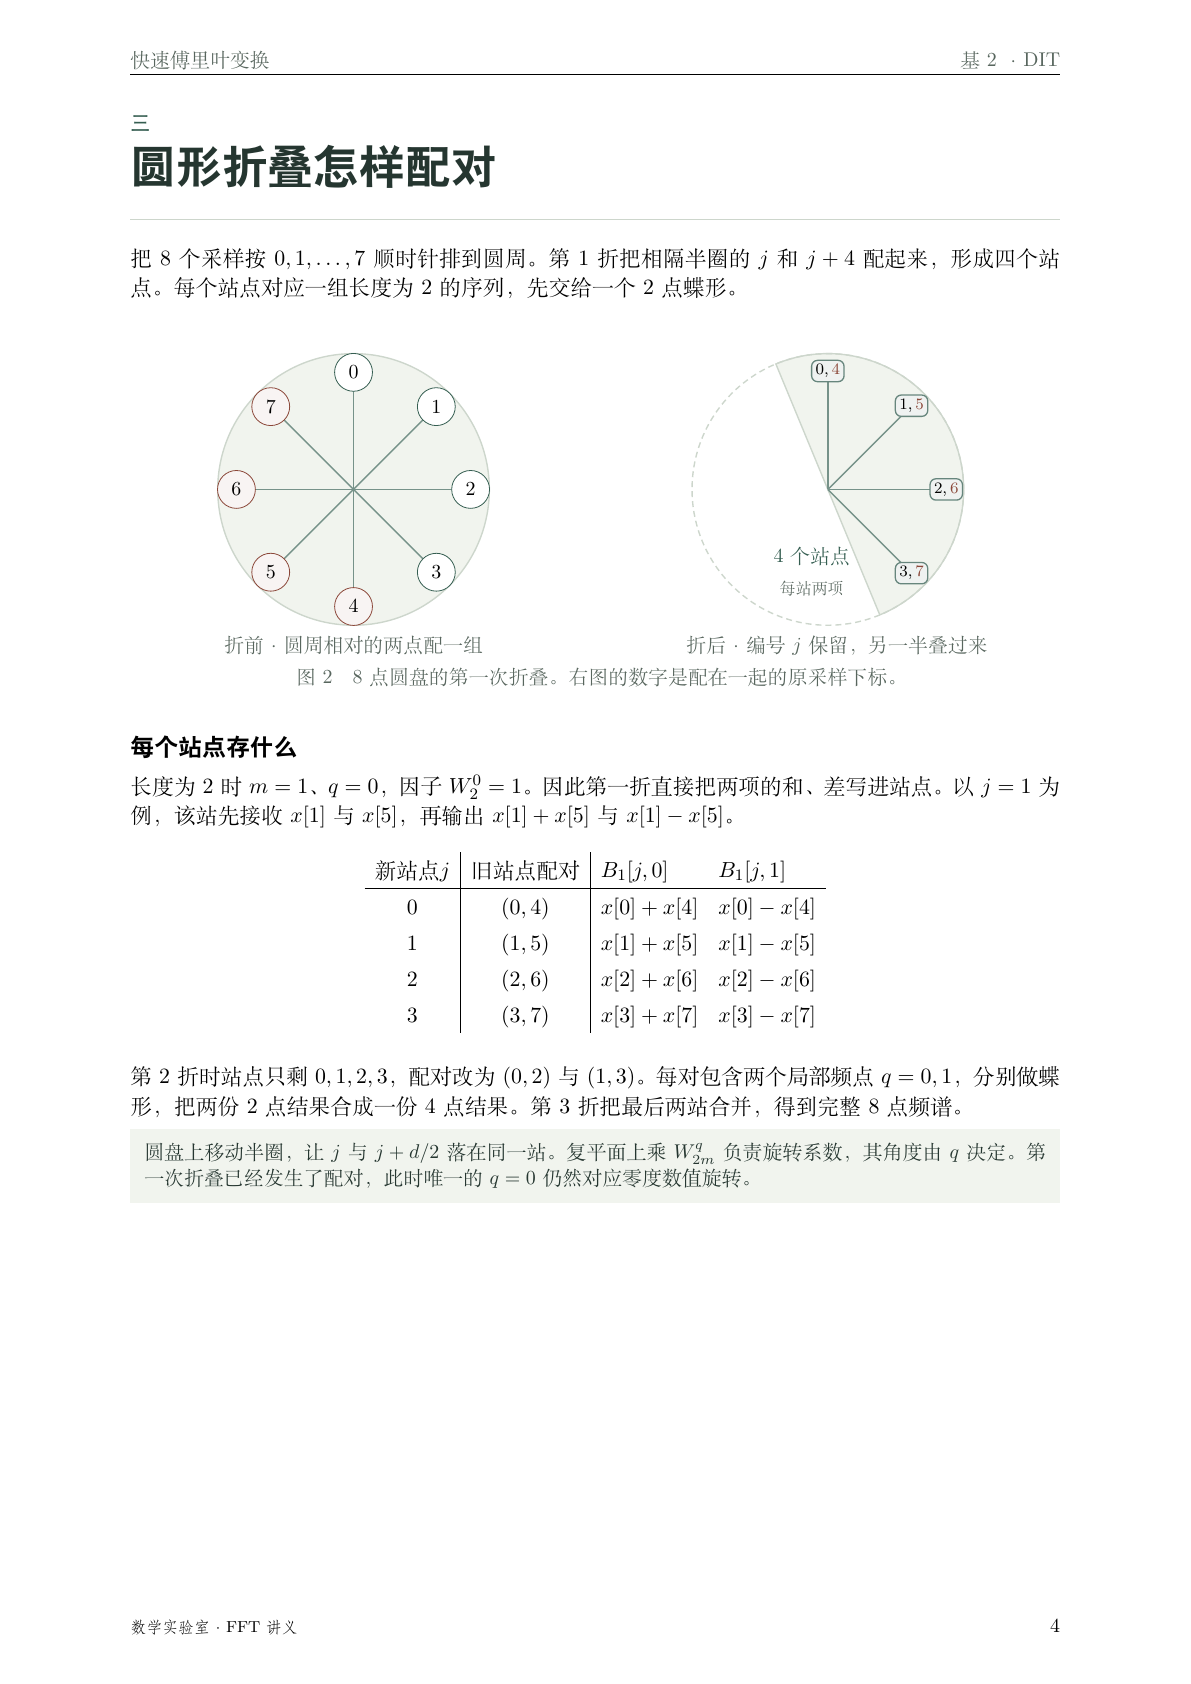 快速傅里叶变换 基 2 · DIT
三
圆形折叠怎样配对
把 8 个采样按 0, 1, . . . , 7 顺时针排到圆周。第 1 折把相隔半圈的 j 和 j + 4 配起来，形成四个站
点。每个站点对应一组长度为 2 的序列，先交给一个 2 点蝶形。
0
1
2
3
4
5
6
7
0, 4
1, 5
2, 6
3, 7
4 个站点
每站两项
折前 · 圆周相对的两点配一组
折后 · 编号 j 保留，另一半叠过来
图 2 8 点圆盘的第一次折叠。右图的数字是配在一起的原采样下标。
每个站点存什么
长度为 2 时 m = 1、q = 0，因子 W_2^0 = 1。因此第一折直接把两项的和、差写进站点。以 j = 1 为
例，该站先接收 x[1] 与 x[5]，再输出 x[1] + x[5] 与 x[1] − x[5]。
新站点j 旧站点配对 B₁[j, 0] B₁[j, 1]
0 (0, 4) x[0] + x[4] x[0] − x[4]
1 (1, 5) x[1] + x[5] x[1] − x[5]
2 (2, 6) x[2] + x[6] x[2] − x[6]
3 (3, 7) x[3] + x[7] x[3] − x[7]
第 2 折时站点只剩 0, 1, 2, 3，配对改为 (0, 2) 与 (1, 3)。每对包含两个局部频点 q = 0, 1，分别做蝶
形，把两份 2 点结果合成一份 4 点结果。第 3 折把最后两站合并，得到完整 8 点频谱。
圆盘上移动半圈，让 j 与 j + d/2 落在同一站。复平面上乘 W_{2m}^q 负责旋转系数，其角度由 q 决定。第
一次折叠已经发生了配对，此时唯一的 q = 0 仍然对应零度数值旋转。
数学实验室 · FFT 讲义 4